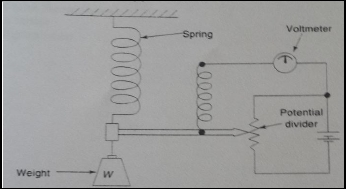 Spring
Voltmeter
Potential
divider
Weight
W